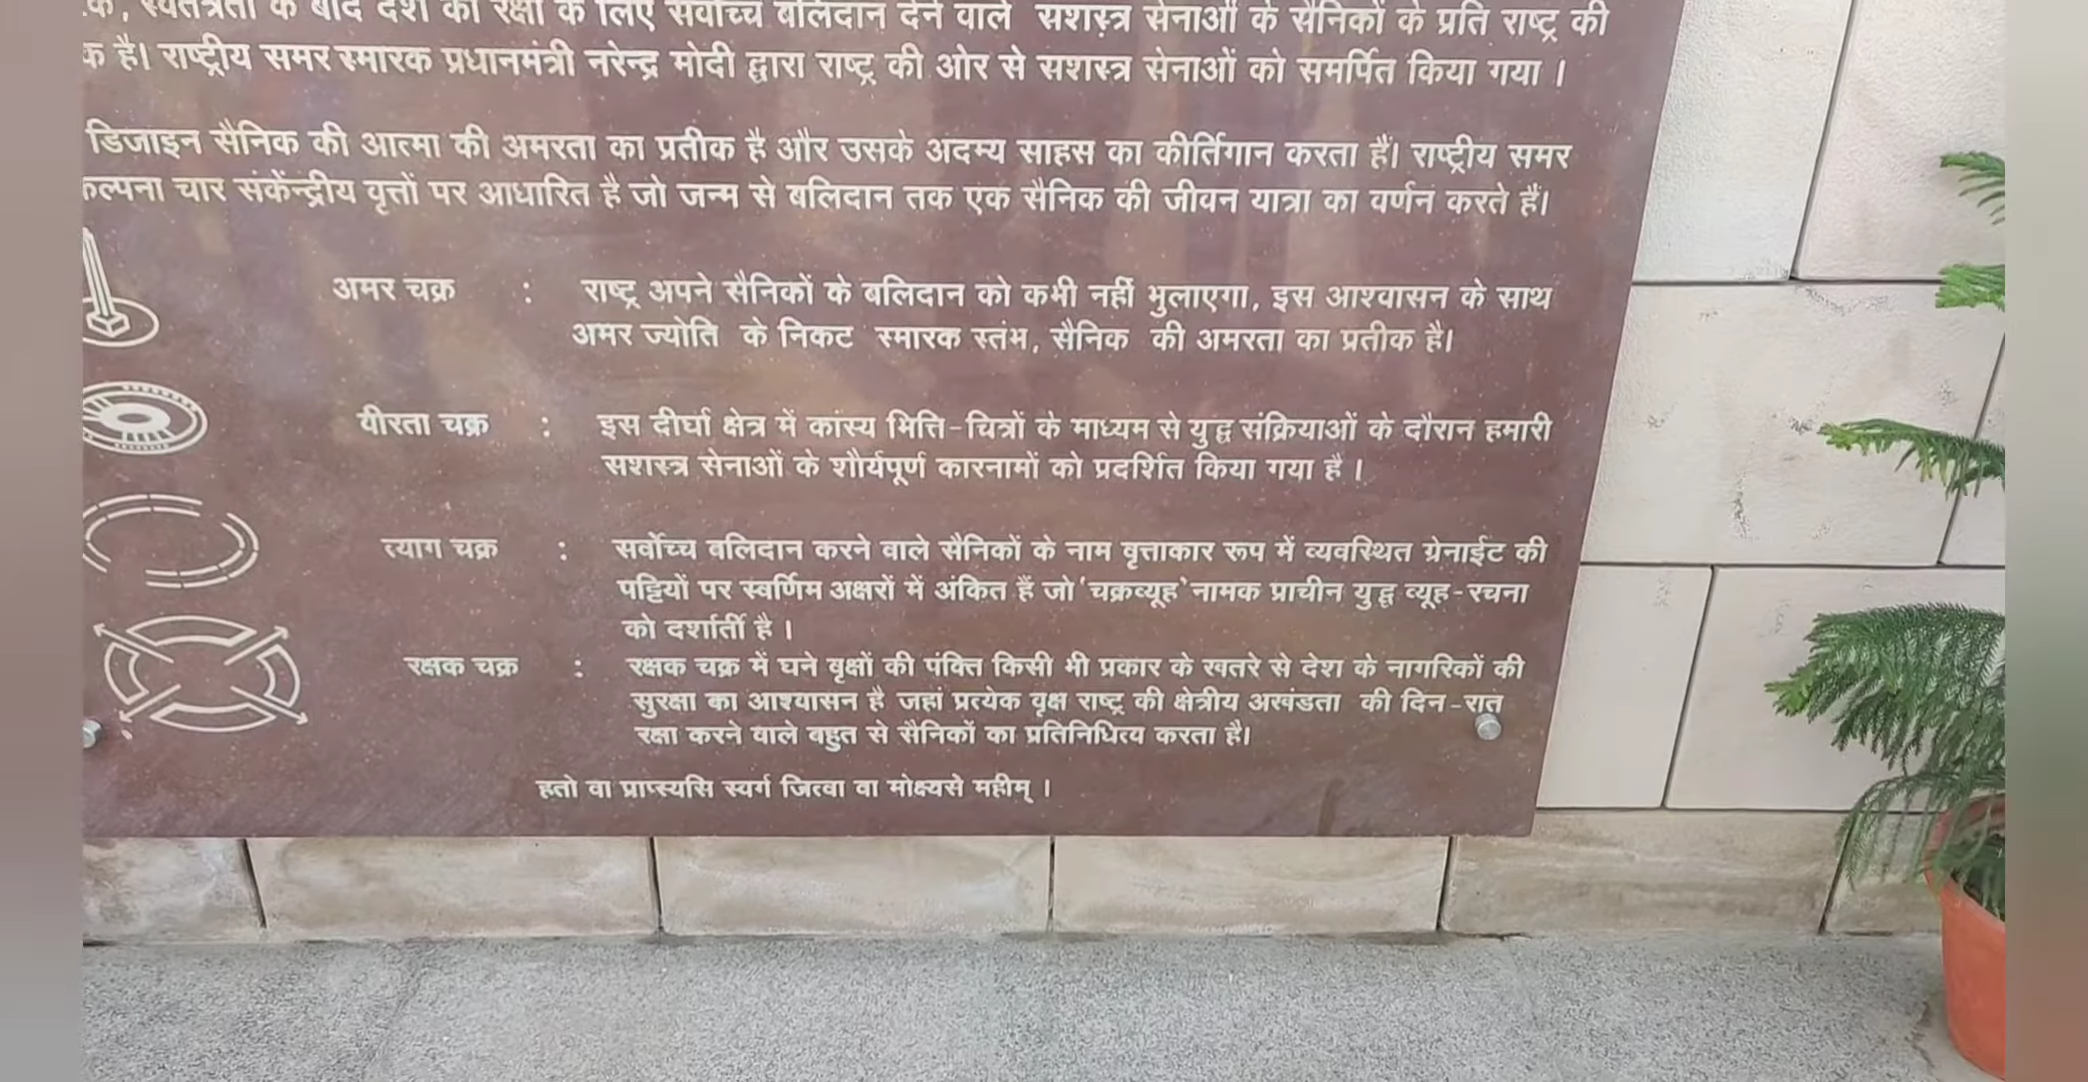 स्वतंत्रता के बाद देश की रक्षा के लिए सर्वोच्च बलिदान देने वाले सशस्त्र सेनाओं के सैनिकों के प्रति राष्ट्र की
क है। राष्ट्रीय समर स्मारक प्रधानमंत्री नरेन्द्र मोदी द्वारा राष्ट्र की ओर से सशस्त्र सेनाओं को समर्पित किया गया ।
डिजाइन सैनिक की आत्मा की अमरता का प्रतीक है और उसके अदम्य साहस का कीर्तिगान करता है। राष्ट्रीय समर
कल्पना चार संकेंन्द्रीय वृत्तों पर आधारित है जो जन्म से बलिदान तक एक सैनिक की जीवन यात्रा का वर्णन करते हैं।
अमर चक्र : राष्ट्र अपने सैनिकों के बलिदान को कभी नहीं भुलाएगा, इस आश्वासन के साथ
अमर ज्योति के निकट स्मारक स्तंभ, सैनिक की अमरता का प्रतीक है।
वीरता चक्र : इस दीर्घा क्षेत्र में कांस्य भित्ति-चित्रों के माध्यम से युद्ध संक्रियाओं के दौरान हमारी
सशस्त्र सेनाओं के शौर्यपूर्ण कारनामों को प्रदर्शित किया गया है ।
त्याग चक्र : सर्वोच्च बलिदान करने वाले सैनिकों के नाम वृत्ताकार रूप में व्यवस्थित ग्रेनाईट की
पट्टियों पर स्वर्णिम अक्षरों में अंकित हैं जो 'चक्रव्यूह' नामक प्राचीन युद्ध व्यूह-रचना
को दर्शार्ती है ।
रक्षक चक्र : रक्षक चक्र में घने वृक्षों की पंक्ति किसी भी प्रकार के खतरे से देश के नागरिकों की
सुरक्षा का आश्वासन है जहां प्रत्येक वृक्ष राष्ट्र की क्षेत्रीय अखंडता की दिन-रात
रक्षा करने वाले बहुत से सैनिकों का प्रतिनिधित्व करता है।
हतो वा प्राप्स्यसि स्वर्ग जित्वा वा मोक्ष्यसे महीम् ।